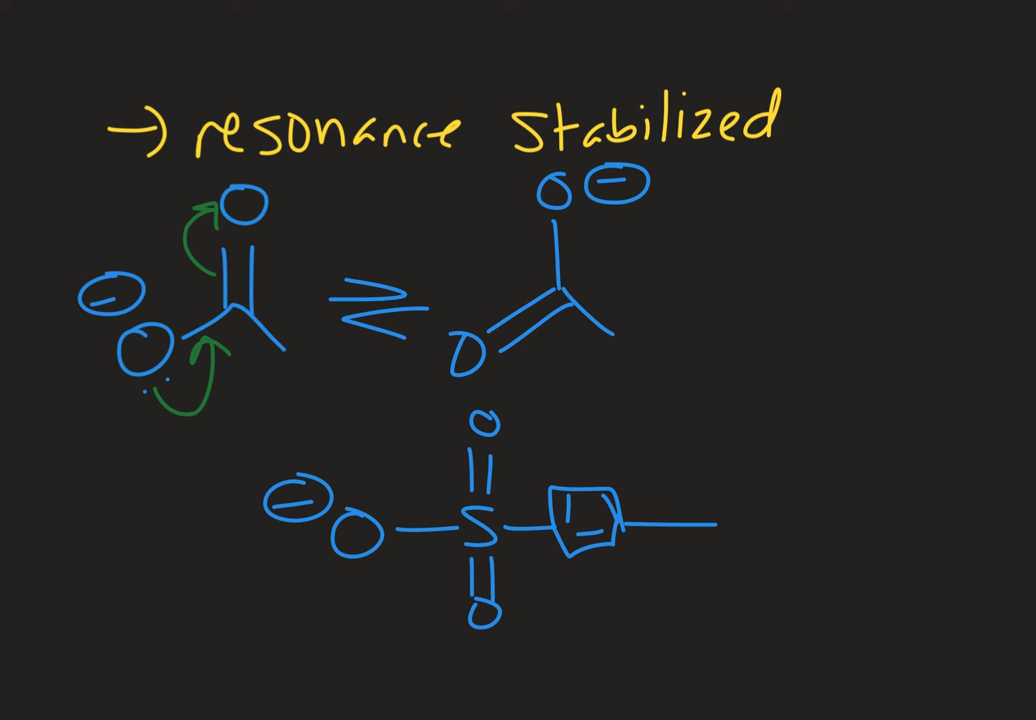 → resonance stabilized
O O ⊖
⊖
O O
O
⊖ O S
O